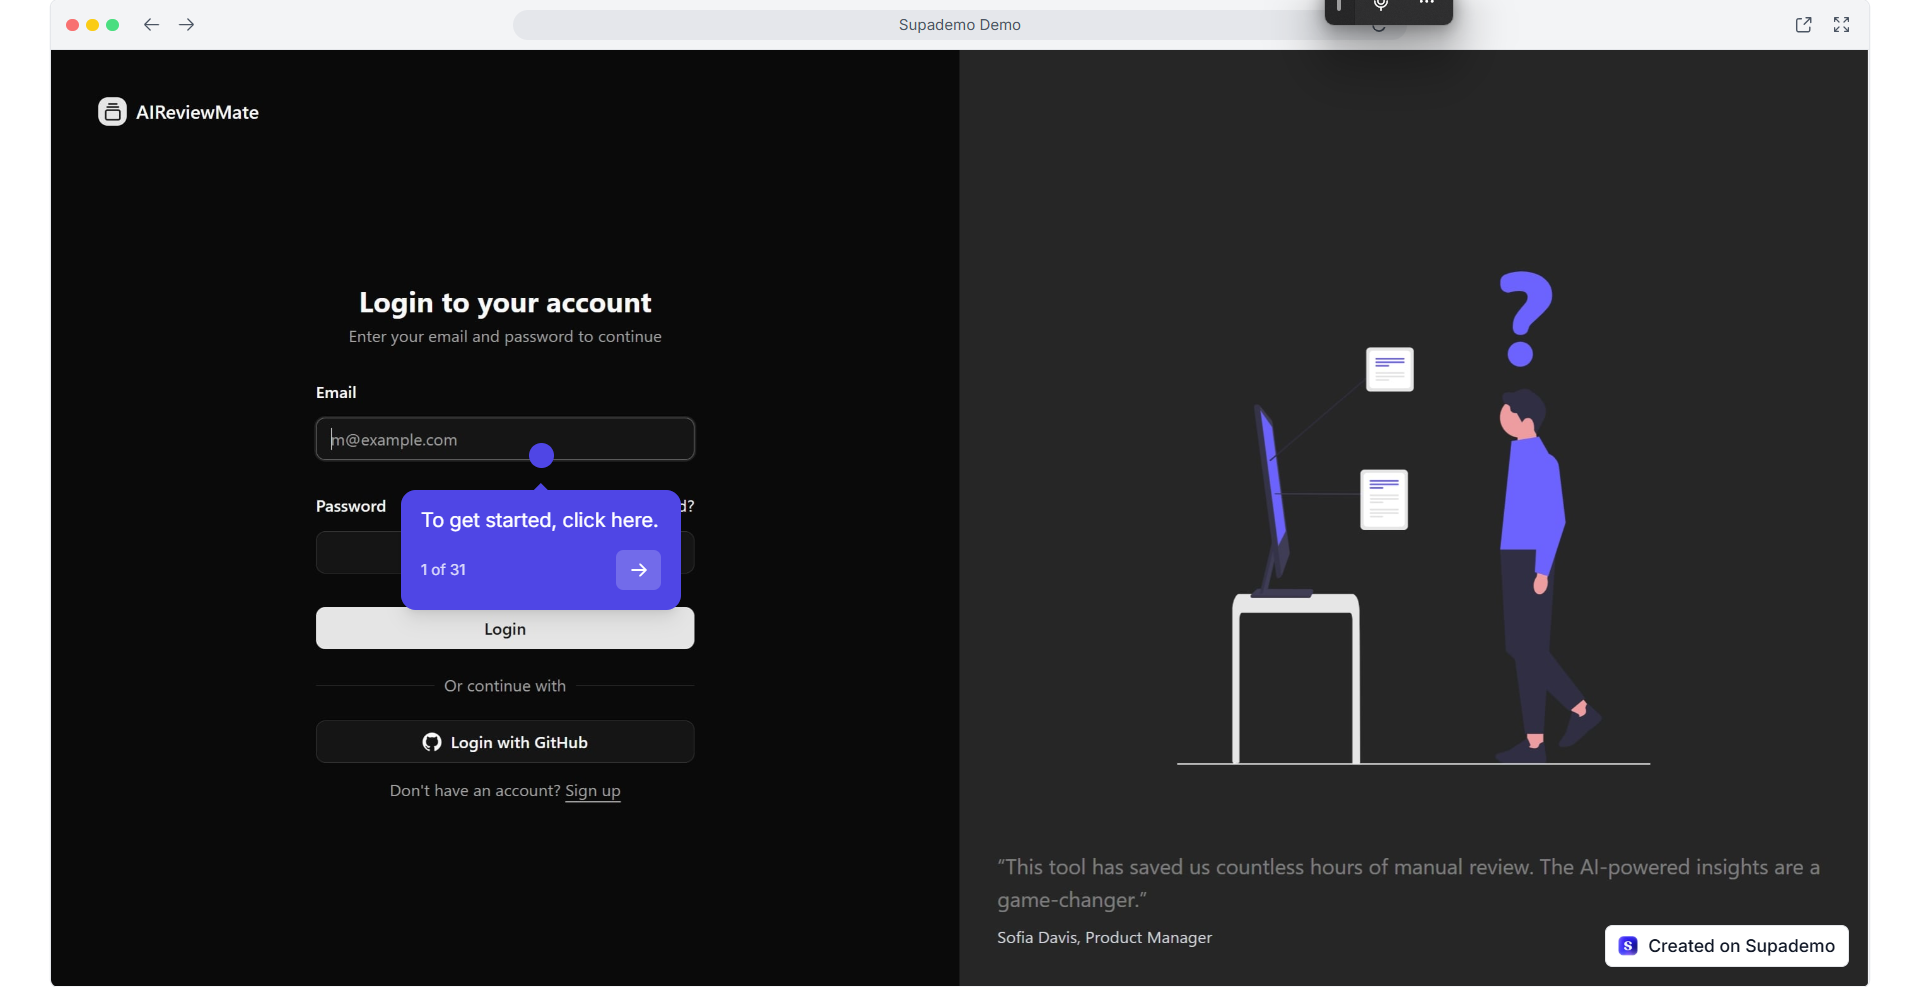 Supademo Demo
AIReviewMate
Login to your account
Enter your email and password to continue
Email
m@example.com
Password
d?
To get started, click here.
1 of 31
Login
Or continue with
Login with GitHub
Don't have an account? Sign up
“This tool has saved us countless hours of manual review. The AI-powered insights are a
game-changer.”
Sofia Davis, Product Manager
S Created on Supademo